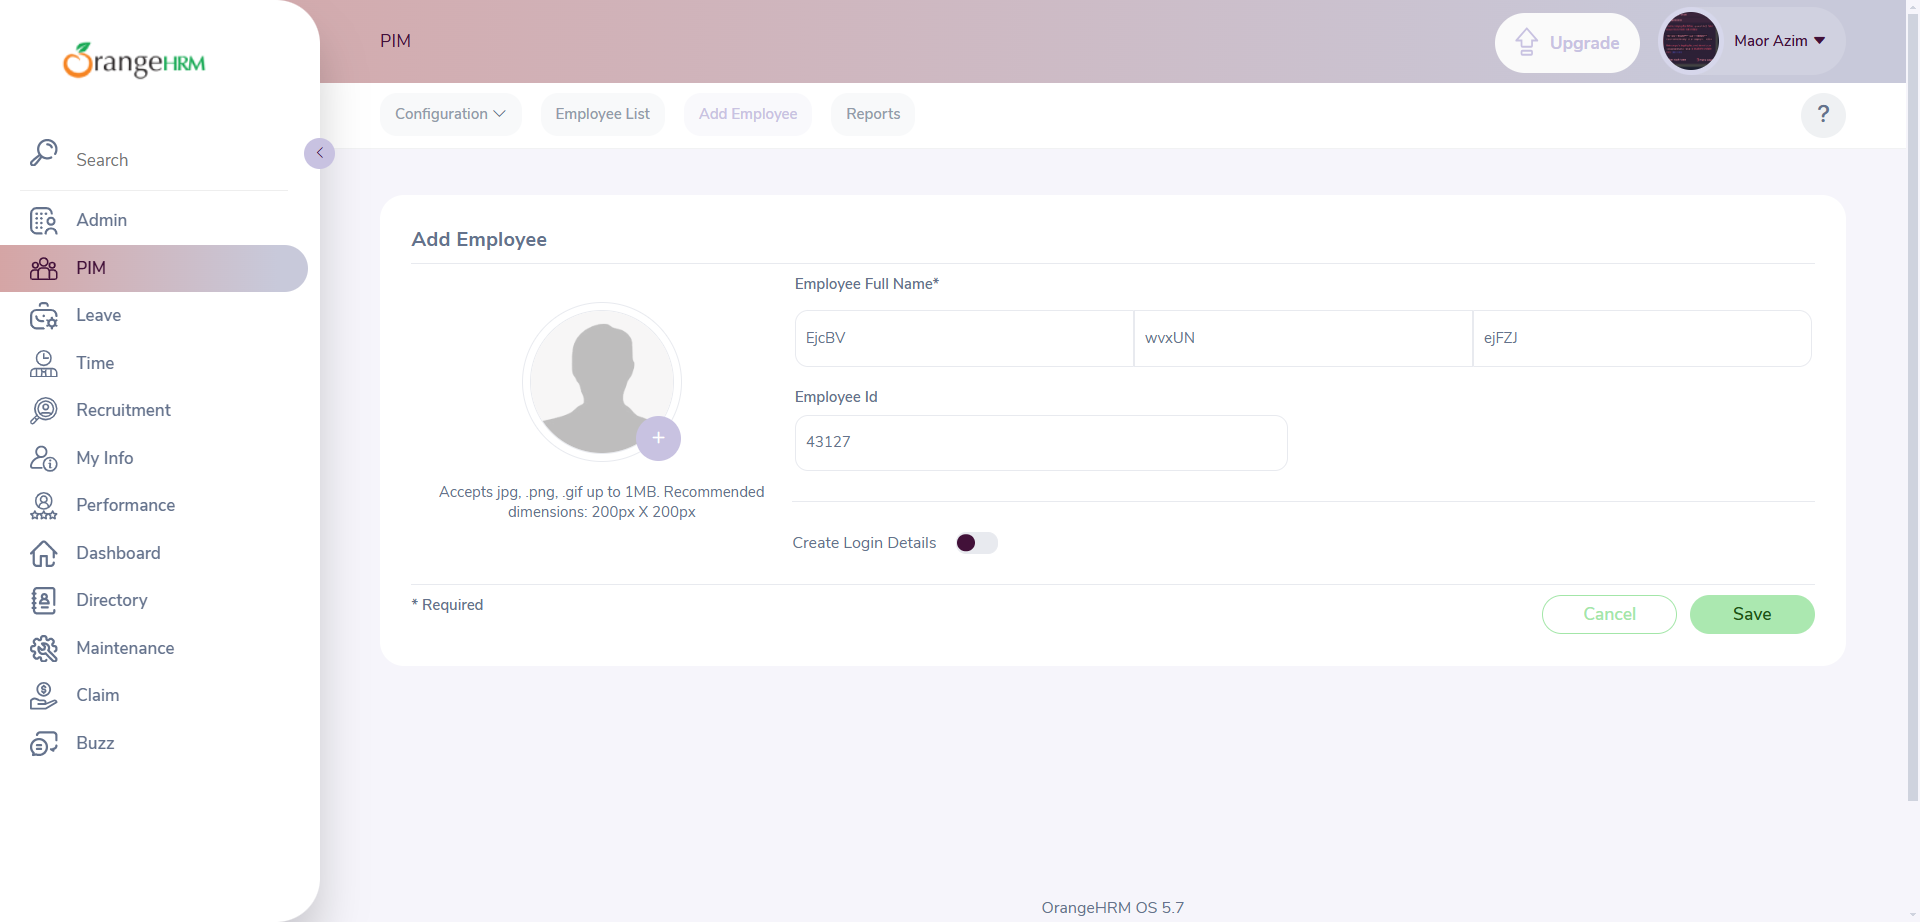 OrangeHRM
Search
Admin
PIM
Leave
Time
Recruitment
My Info
Performance
Dashboard
Directory
Maintenance
Claim
Buzz
PIM
Upgrade
Maor Azim
Configuration
Employee List
Add Employee
Reports
?
Add Employee
Accepts jpg, .png, .gif up to 1MB. Recommended
dimensions: 200px X 200px
Employee Full Name*
EjcBV
wvxUN
ejFZJ
Employee Id
43127
Create Login Details
* Required
Cancel
Save
OrangeHRM OS 5.7